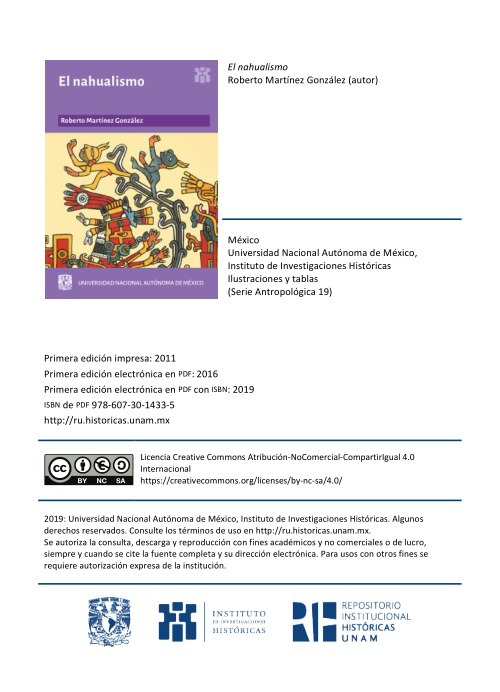 El nahualismo
Roberto Martínez González
UNIVERSIDAD NACIONAL AUTÓNOMA DE MÉXICO
El nahualismo
Roberto Martínez González (autor)
México
Universidad Nacional Autónoma de México,
Instituto de Investigaciones Históricas
Ilustraciones y tablas
(Serie Antropológica 19)
Primera edición impresa: 2011
Primera edición electrónica en PDF: 2016
Primera edición electrónica en PDF con ISBN: 2019
ISBN de PDF 978-607-30-1433-5
http://ru.historicas.unam.mx
cc BY NC SA
Licencia Creative Commons Atribución-NoComercial-CompartirIgual 4.0
Internacional
https://creativecommons.org/licenses/by-nc-sa/4.0/
2019: Universidad Nacional Autónoma de México, Instituto de Investigaciones Históricas. Algunos
derechos reservados. Consulte los términos de uso en http://ru.historicas.unam.mx.
Se autoriza la consulta, descarga y reproducción con fines académicos y no comerciales o de lucro,
siempre y cuando se cite la fuente completa y su dirección electrónica. Para usos con otros fines se
requiere autorización expresa de la institución.
INSTITUTO
DE INVESTIGACIONES
HISTÓRICAS
REPOSITORIO
INSTITUCIONAL
HISTÓRICAS
UNAM